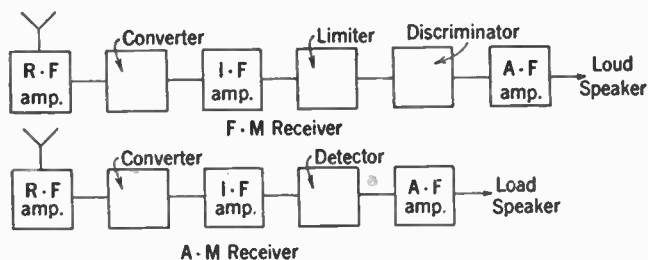 Converter
Limiter
Discriminator
R·F
amp.
I·F
amp.
A·F
amp.
Loud
Speaker
F·M Receiver
Converter
Detector
R·F
amp.
I·F
amp.
A·F
amp.
Load
Speaker
A·M Receiver